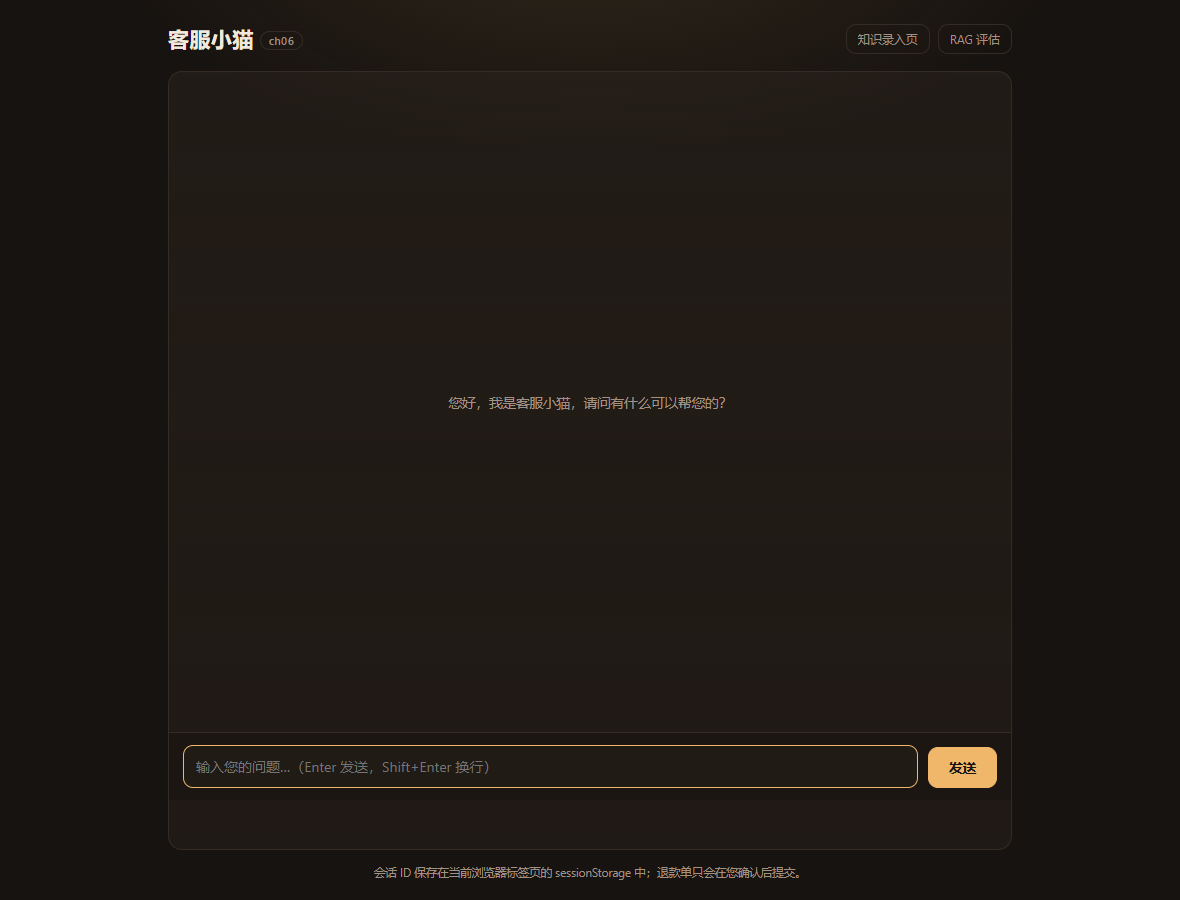 客服小猫 ch06
知识录入页 RAG 评估
您好，我是客服小猫，请问有什么可以帮您的？
输入您的问题...（Enter 发送，Shift+Enter 换行）
发送
会话 ID 保存在当前浏览器标签页的 sessionStorage 中；退款单只会在您确认后提交。